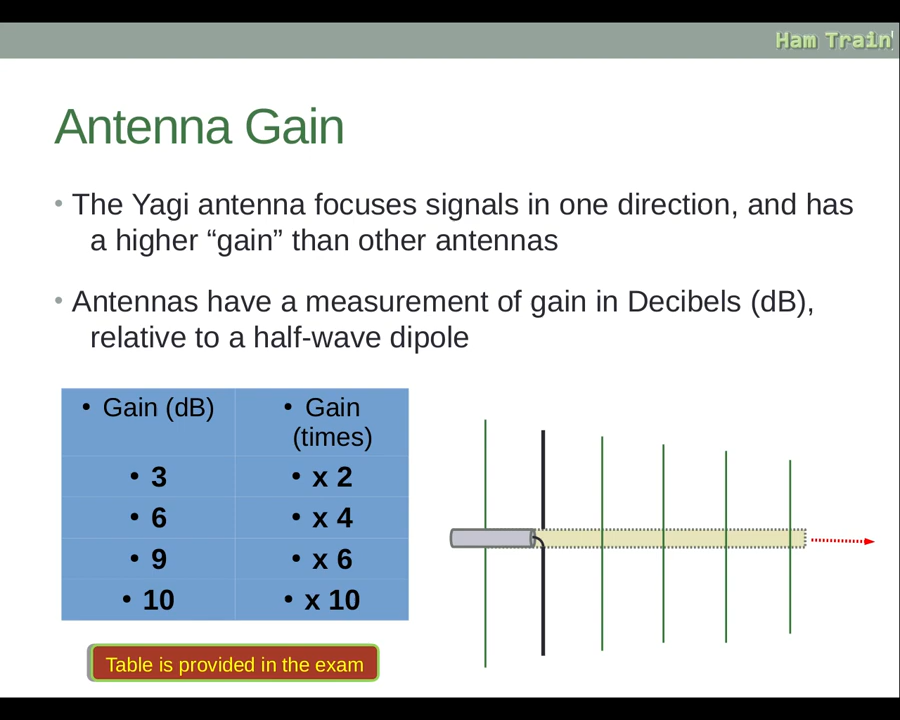 Ham Train
Antenna Gain
• The Yagi antenna focuses signals in one direction, and has
a higher “gain” than other antennas
• Antennas have a measurement of gain in Decibels (dB),
relative to a half-wave dipole
• Gain (dB)
• Gain
(times)
• 3
• x 2
• 6
• x 4
• 9
• x 6
• 10
• x 10
Table is provided in the exam